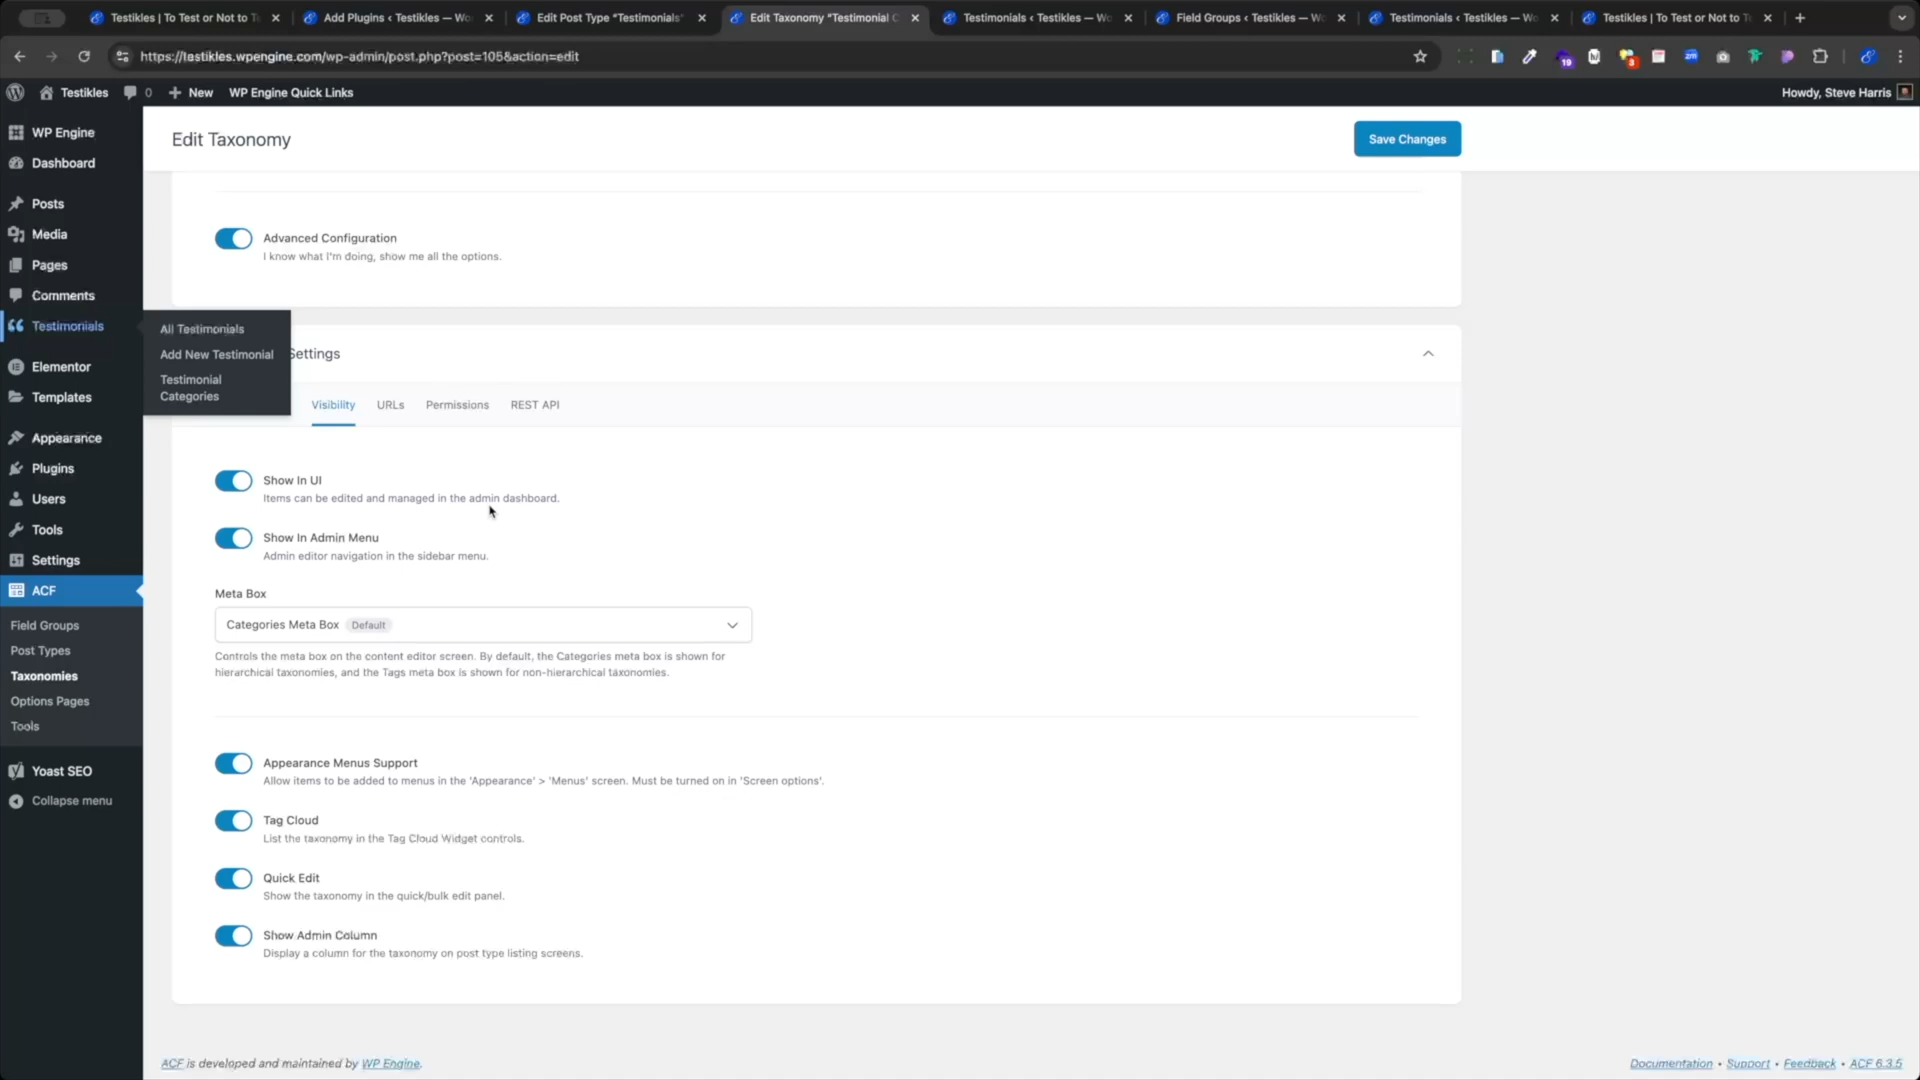 Testikles | To Test or Not to T
Add Plugins ‹ Testikles — Wo
Edit Post Type "Testimonials"
Edit Taxonomy "Testimonial C
Testimonials ‹ Testikles — Wo
Field Groups ‹ Testikles — Wo
Testimonials ‹ Testikles — Wo
Testikles | To Test or Not to T
https://testikles.wpengine.com/wp-admin/post.php?post=105&action=edit
19
3
Testikles
0
New
WP Engine Quick Links
Howdy, Steve Harris
WP Engine
Dashboard
Posts
Media
Pages
Comments
Testimonials
All Testimonials
Add New Testimonial
Testimonial
Categories
Elementor
Templates
Appearance
Plugins
Users
Tools
Settings
ACF
Field Groups
Post Types
Taxonomies
Options Pages
Tools
Yoast SEO
Collapse menu
Edit Taxonomy
Save Changes
Advanced Configuration
I know what I'm doing, show me all the options.
Settings
Visibility
URLs
Permissions
REST API
Show In UI
Items can be edited and managed in the admin dashboard.
Show In Admin Menu
Admin editor navigation in the sidebar menu.
Meta Box
Categories Meta Box Default
Controls the meta box on the content editor screen. By default, the Categories meta box is shown for
hierarchical taxonomies, and the Tags meta box is shown for non-hierarchical taxonomies.
Appearance Menus Support
Allow items to be added to menus in the 'Appearance' > 'Menus' screen. Must be turned on in 'Screen options'.
Tag Cloud
List the taxonomy in the Tag Cloud Widget controls.
Quick Edit
Show the taxonomy in the quick/bulk edit panel.
Show Admin Column
Display a column for the taxonomy on post type listing screens.
ACF is developed and maintained by WP Engine.
Documentation • Support • Feedback • ACF 6.3.5